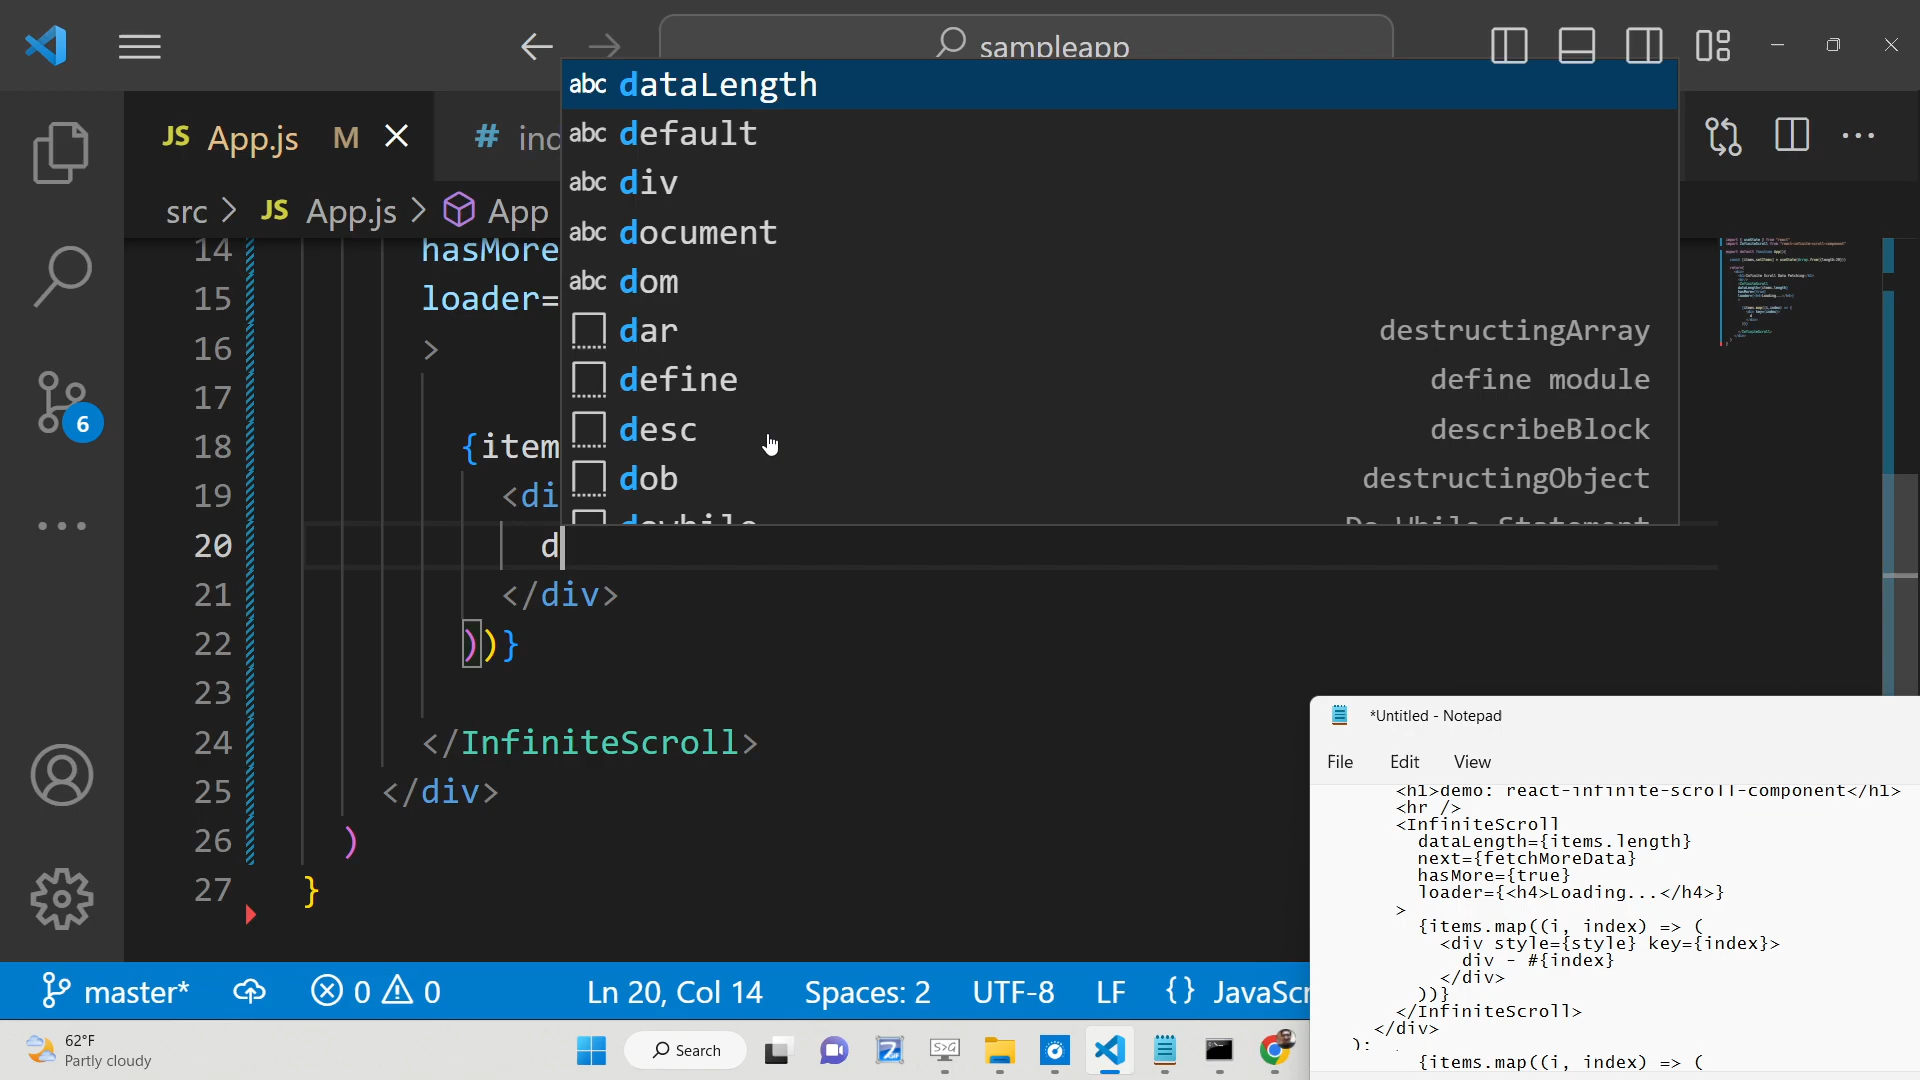 sampleapp
JS App.js M
# ind
src > JS App.js > App
14 hasMore
15 loader=
16 >
17
18 {item
19 <di
20 d
21 </div>
22 ))}
23
24 </InfiniteScroll>
25 </div>
26 )
27 }
abc dataLength
abc default
abc div
abc document
abc dom
dar destructingArray
define define module
desc describeBlock
dob destructingObject
dowhile Do-While Statement
6
*Untitled - Notepad
File Edit View
<h1>demo: react-infinite-scroll-component</h1>
<hr />
<InfiniteScroll
dataLength={items.length}
next={fetchMoreData}
hasMore={true}
loader={<h4>Loading...</h4>}
>
{items.map((i, index) => (
<div style={style} key={index}>
div - #{index}
</div>
))}
</InfiniteScroll>
</div>
);
{items.map((i, index) => (
master* 0 0 Ln 20, Col 14 Spaces: 2 UTF-8 LF {} JavaScr
62°F
Partly cloudy
Search